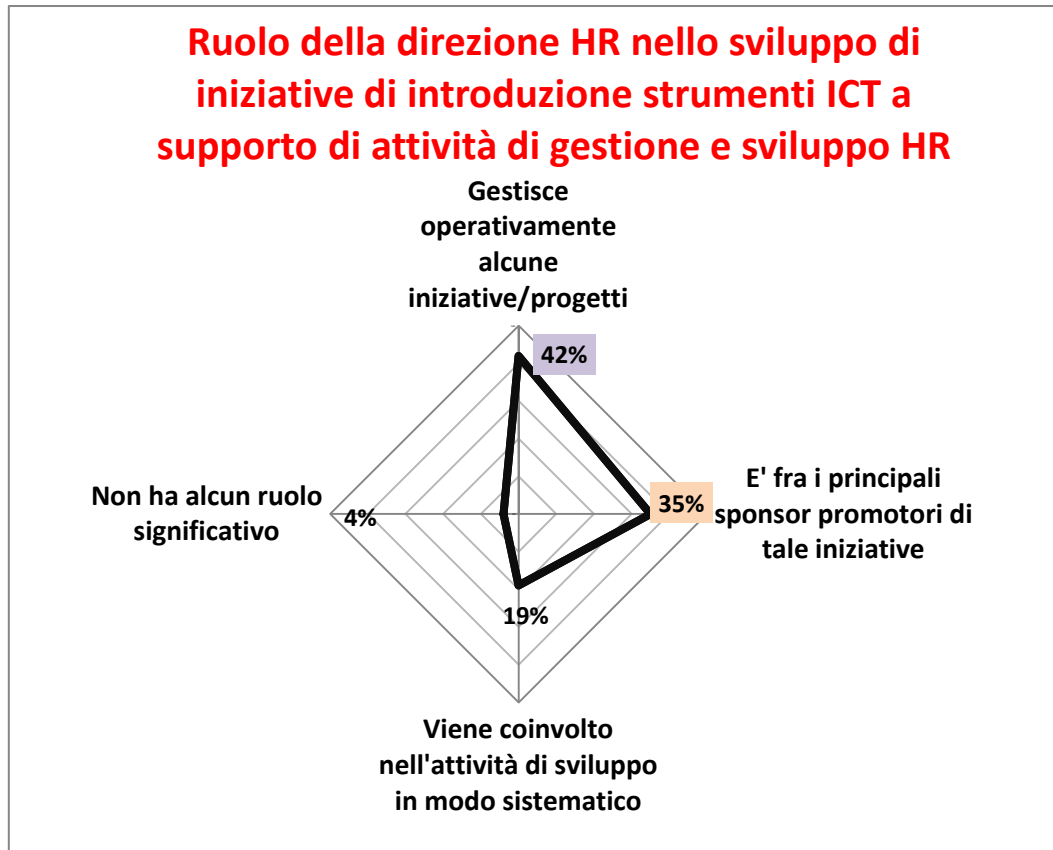 Ruolo della direzione HR nello sviluppo di
iniziative di introduzione strumenti ICT a
supporto di attività di gestione e sviluppo HR
Gestisce
operativamente
alcune
iniziative/progetti
42%
E' fra i principali
sponsor promotori di
tale iniziative
35%
Non ha alcun ruolo
significativo
4%
19%
Viene coinvolto
nell'attività di sviluppo
in modo sistematico